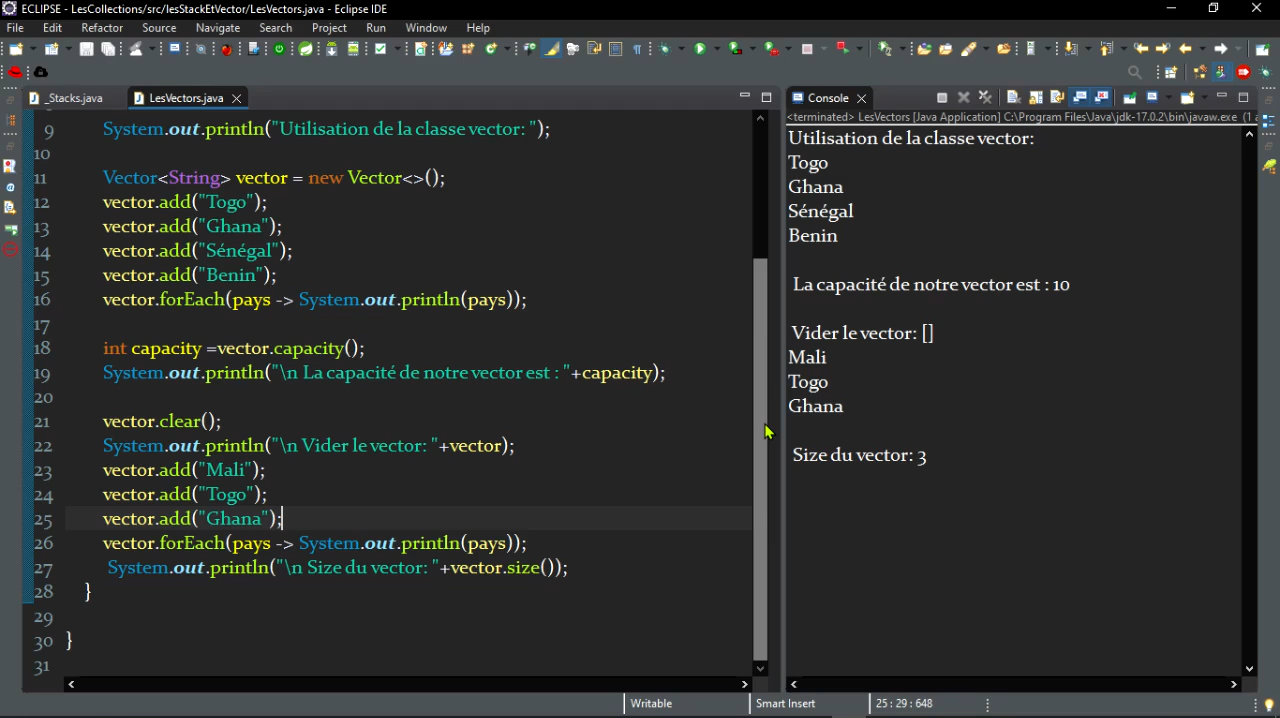 ECLIPSE - LesCollections/src/lesStackEtVector/LesVectors.java - Eclipse IDE
File Edit Refactor Source Navigate Search Project Run Window Help
_Stacks.java LesVectors.java
9 System.out.println("Utilisation de la classe vector: ");
10
11 Vector<String> vector = new Vector<>();
12 vector.add("Togo");
13 vector.add("Ghana");
14 vector.add("Sénégal");
15 vector.add("Benin");
16 vector.forEach(pays -> System.out.println(pays));
17
18 int capacity =vector.capacity();
19 System.out.println("\n La capacité de notre vector est : "+capacity);
20
21 vector.clear();
22 System.out.println("\n Vider le vector: "+vector);
23 vector.add("Mali");
24 vector.add("Togo");
25 vector.add("Ghana");
26 vector.forEach(pays -> System.out.println(pays));
27 System.out.println("\n Size du vector: "+vector.size());
28 }
29
30 }
31
Console
<terminated> LesVectors [Java Application] C:\Program Files\Java\jdk-17.0.2\bin\javaw.exe (1
Utilisation de la classe vector:
Togo
Ghana
Sénégal
Benin
La capacité de notre vector est : 10
Vider le vector: []
Mali
Togo
Ghana
Size du vector: 3
Writable Smart Insert 25 : 29 : 648